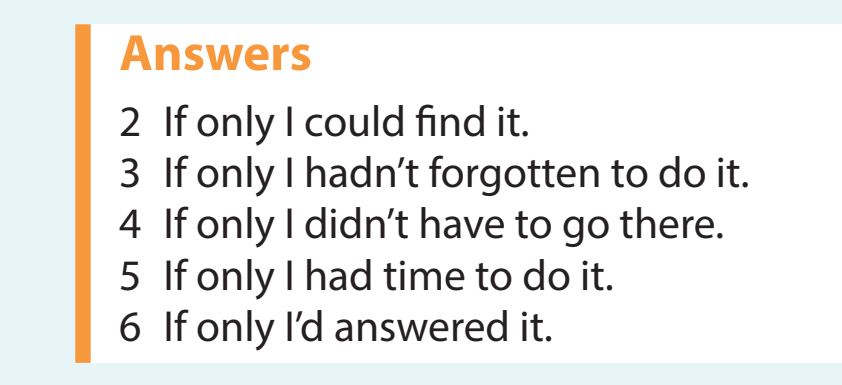 Answers
2 If only I could find it.
3 If only I hadn’t forgotten to do it.
4 If only I didn’t have to go there.
5 If only I had time to do it.
6 If only I’d answered it.